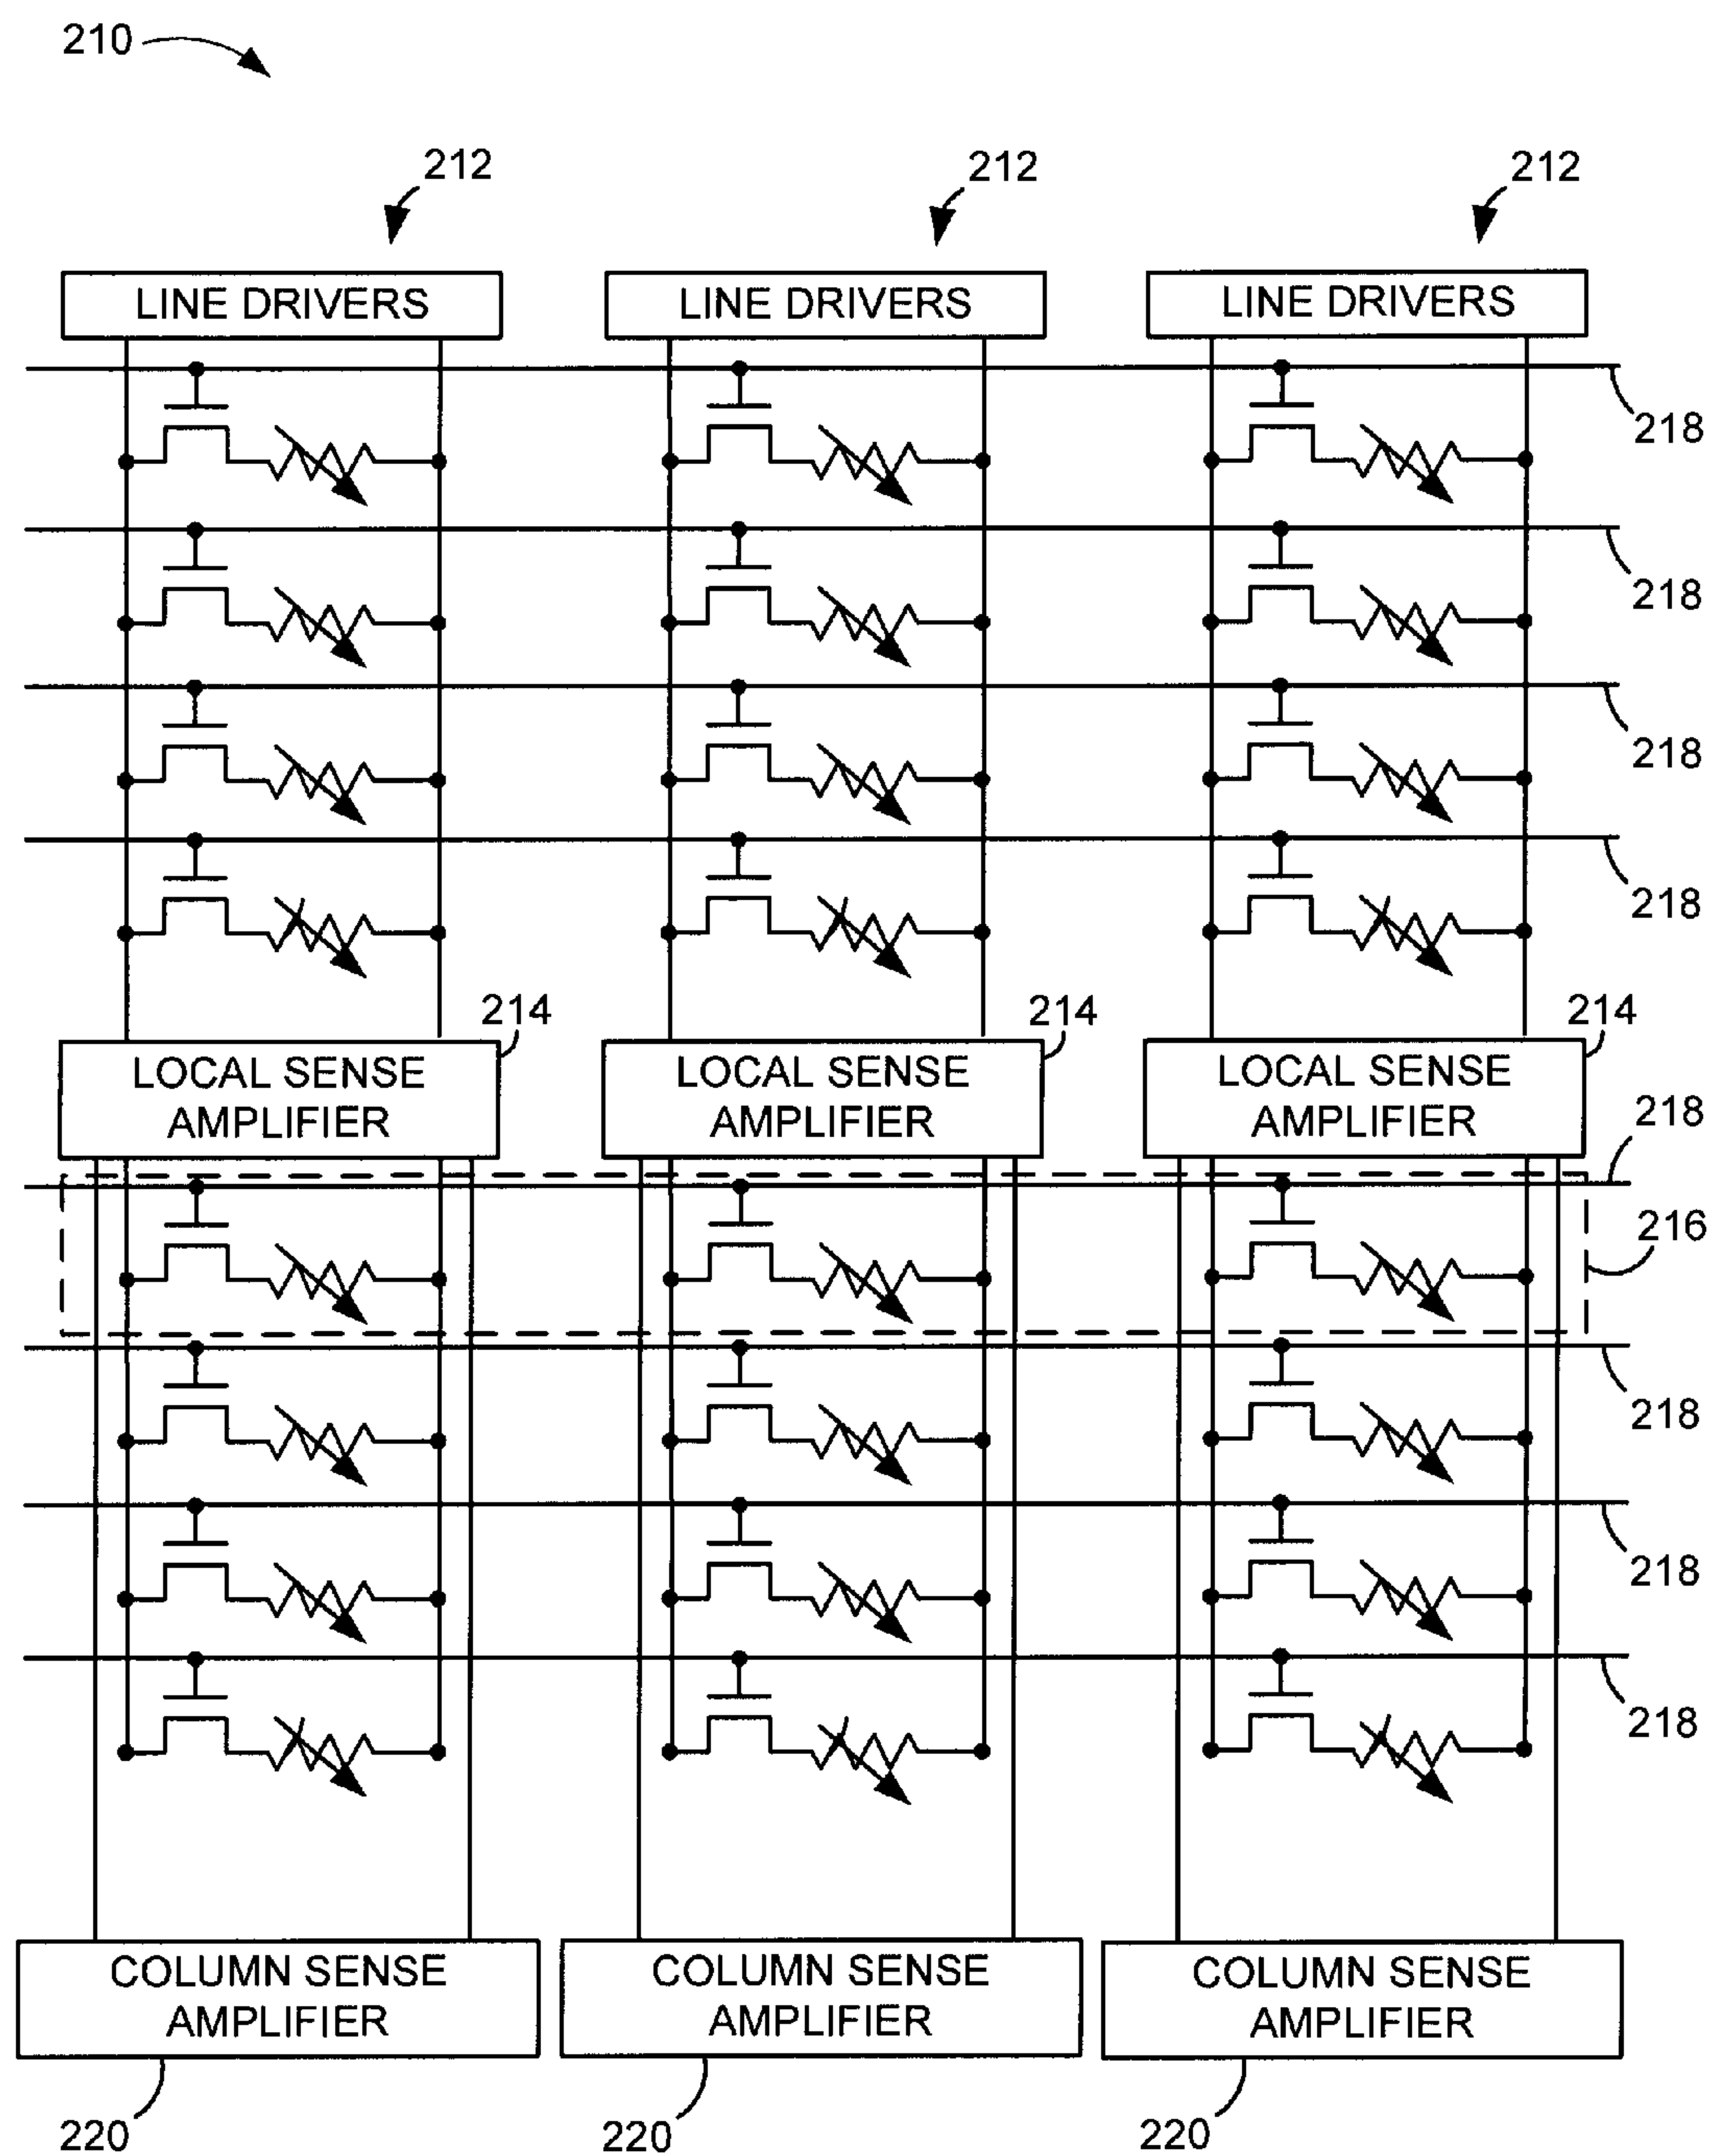 210
212 212 212
LINE DRIVERS LINE DRIVERS LINE DRIVERS
218
218
218
218
214 214 214
LOCAL SENSE AMPLIFIER
LOCAL SENSE AMPLIFIER
LOCAL SENSE AMPLIFIER
218
216
218
218
218
COLUMN SENSE AMPLIFIER
COLUMN SENSE AMPLIFIER
COLUMN SENSE AMPLIFIER
220 220 220